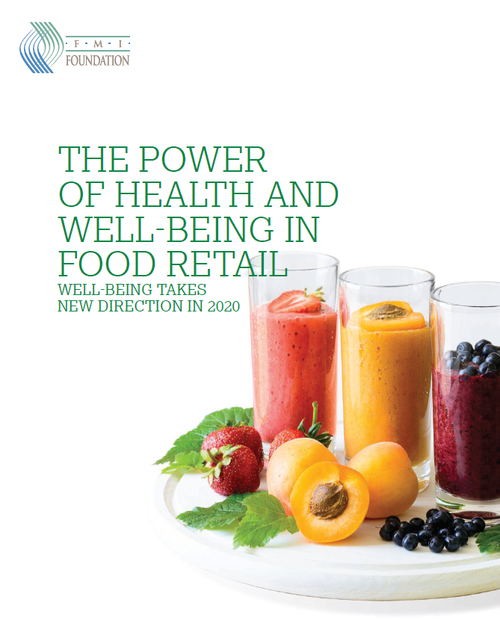 · F · M · I ·
FOUNDATION
THE POWER
OF HEALTH AND
WELL-BEING IN
FOOD RETAIL
WELL-BEING TAKES
NEW DIRECTION IN 2020